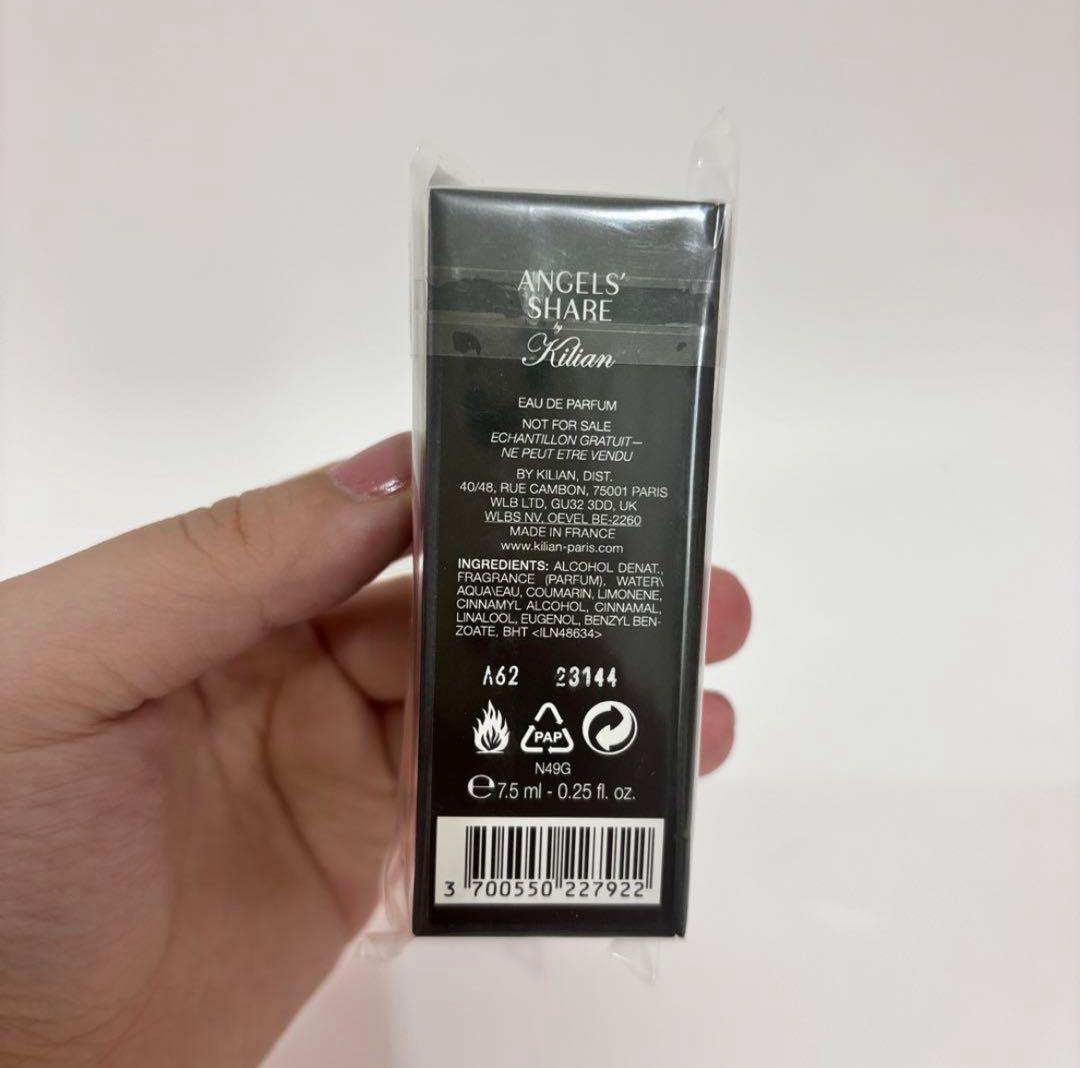 ANGELS'
SHARE
by
Kilian
EAU DE PARFUM
NOT FOR SALE
ECHANTILLON GRATUIT—
NE PEUT ETRE VENDU
BY KILIAN, DIST.
40/48, RUE CAMBON, 75001 PARIS
WLB LTD, GU32 3DD, UK
WLBS NV, OEVEL BE-2260
MADE IN FRANCE
www.kilian-paris.com
INGREDIENTS: ALCOHOL DENAT.,
FRAGRANCE (PARFUM), WATER\
AQUA\EAU, COUMARIN, LIMONENE,
CINNAMYL ALCOHOL, CINNAMAL,
LINALOOL, EUGENOL, BENZYL BEN-
ZOATE, BHT <ILN48634>
A62 23144
PAP
N49G
℮ 7.5 ml - 0.25 fl. oz.
3 700550 227922